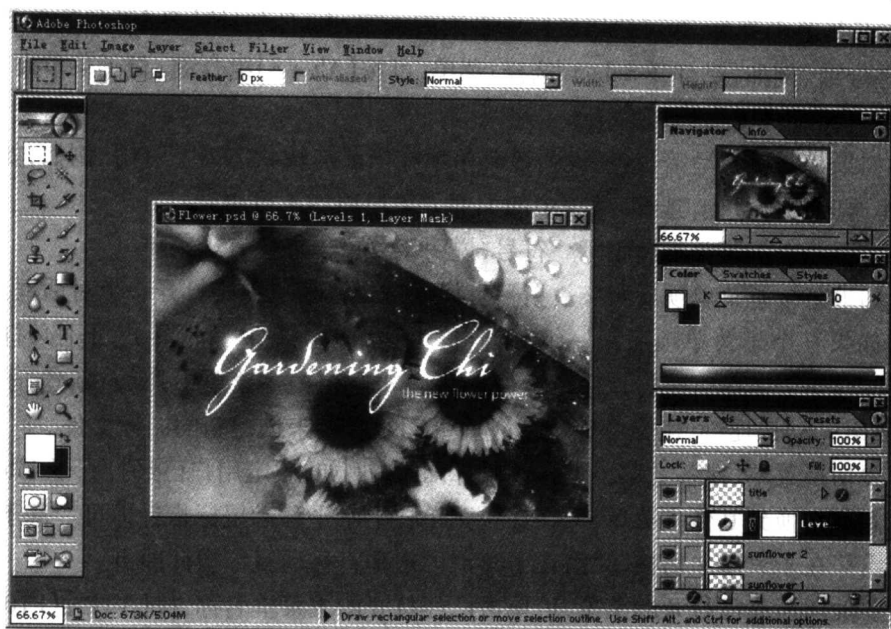 Adobe Photoshop
File Edit Image Layer Select Filter View Window Help
Feather: 0 px Anti-aliased Style: Normal Width: Height:
Navigator Info
66.67%
Flower.psd @ 66.7% (Levels 1, Layer Mask)
Gardening Chi
the new flower power
Color Swatches Styles
K 0 %
Layers
Normal Opacity: 100%
Lock: Fill: 100%
title
Leve...
sunflower 2
sunflower 1
66.67% Doc: 673K/5.04M Draw rectangular selection or move selection outline. Use Shift, Alt, and Ctrl for additional options.